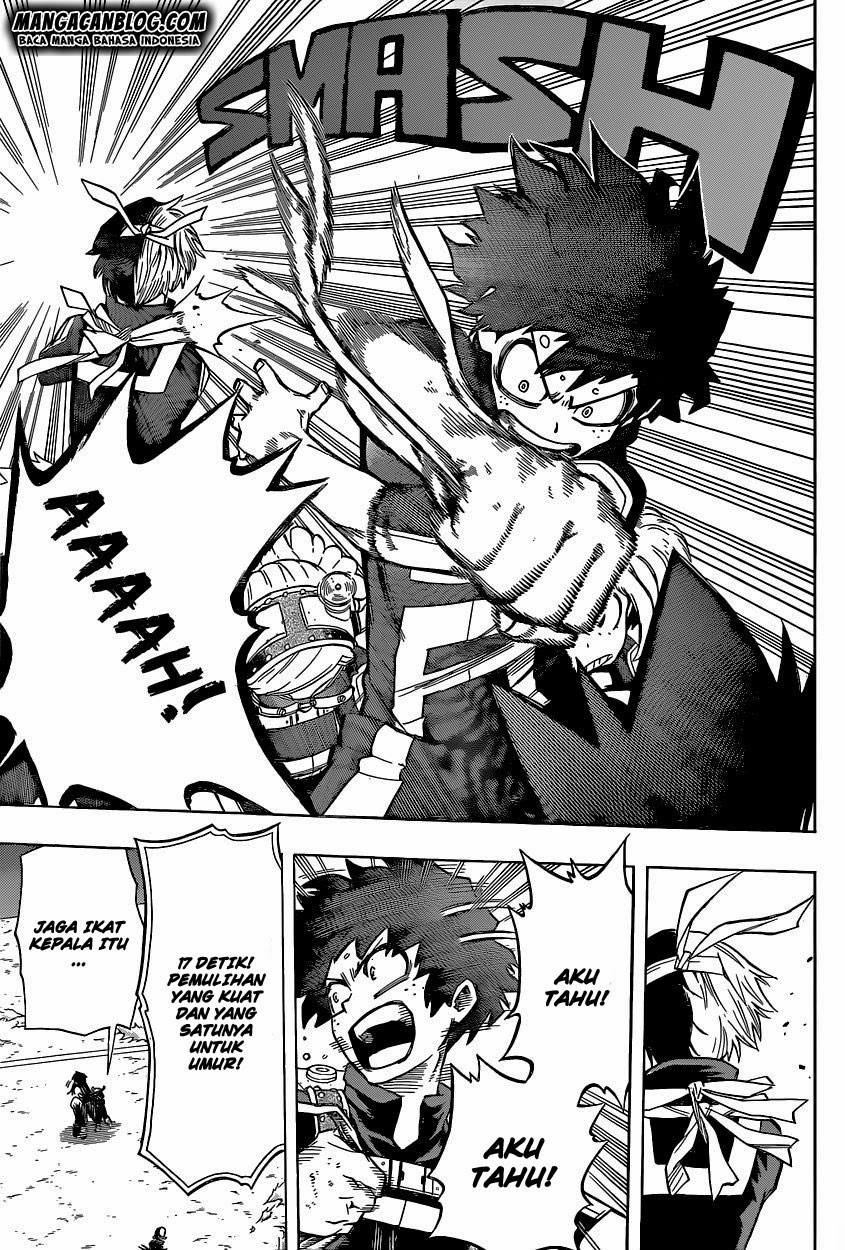 MANGACANBLOG.COM
BACA MANGA BAHASA INDONESIA
SMASH
AAAAH!
AKU
TAHU!
AKU
TAHU!
17 DETIK!
PEMULIHAN
YANG KUAT
DAN YANG
SATUNYA
UNTUK
UMUR!
JAGA IKAT
KEPALA ITU
...